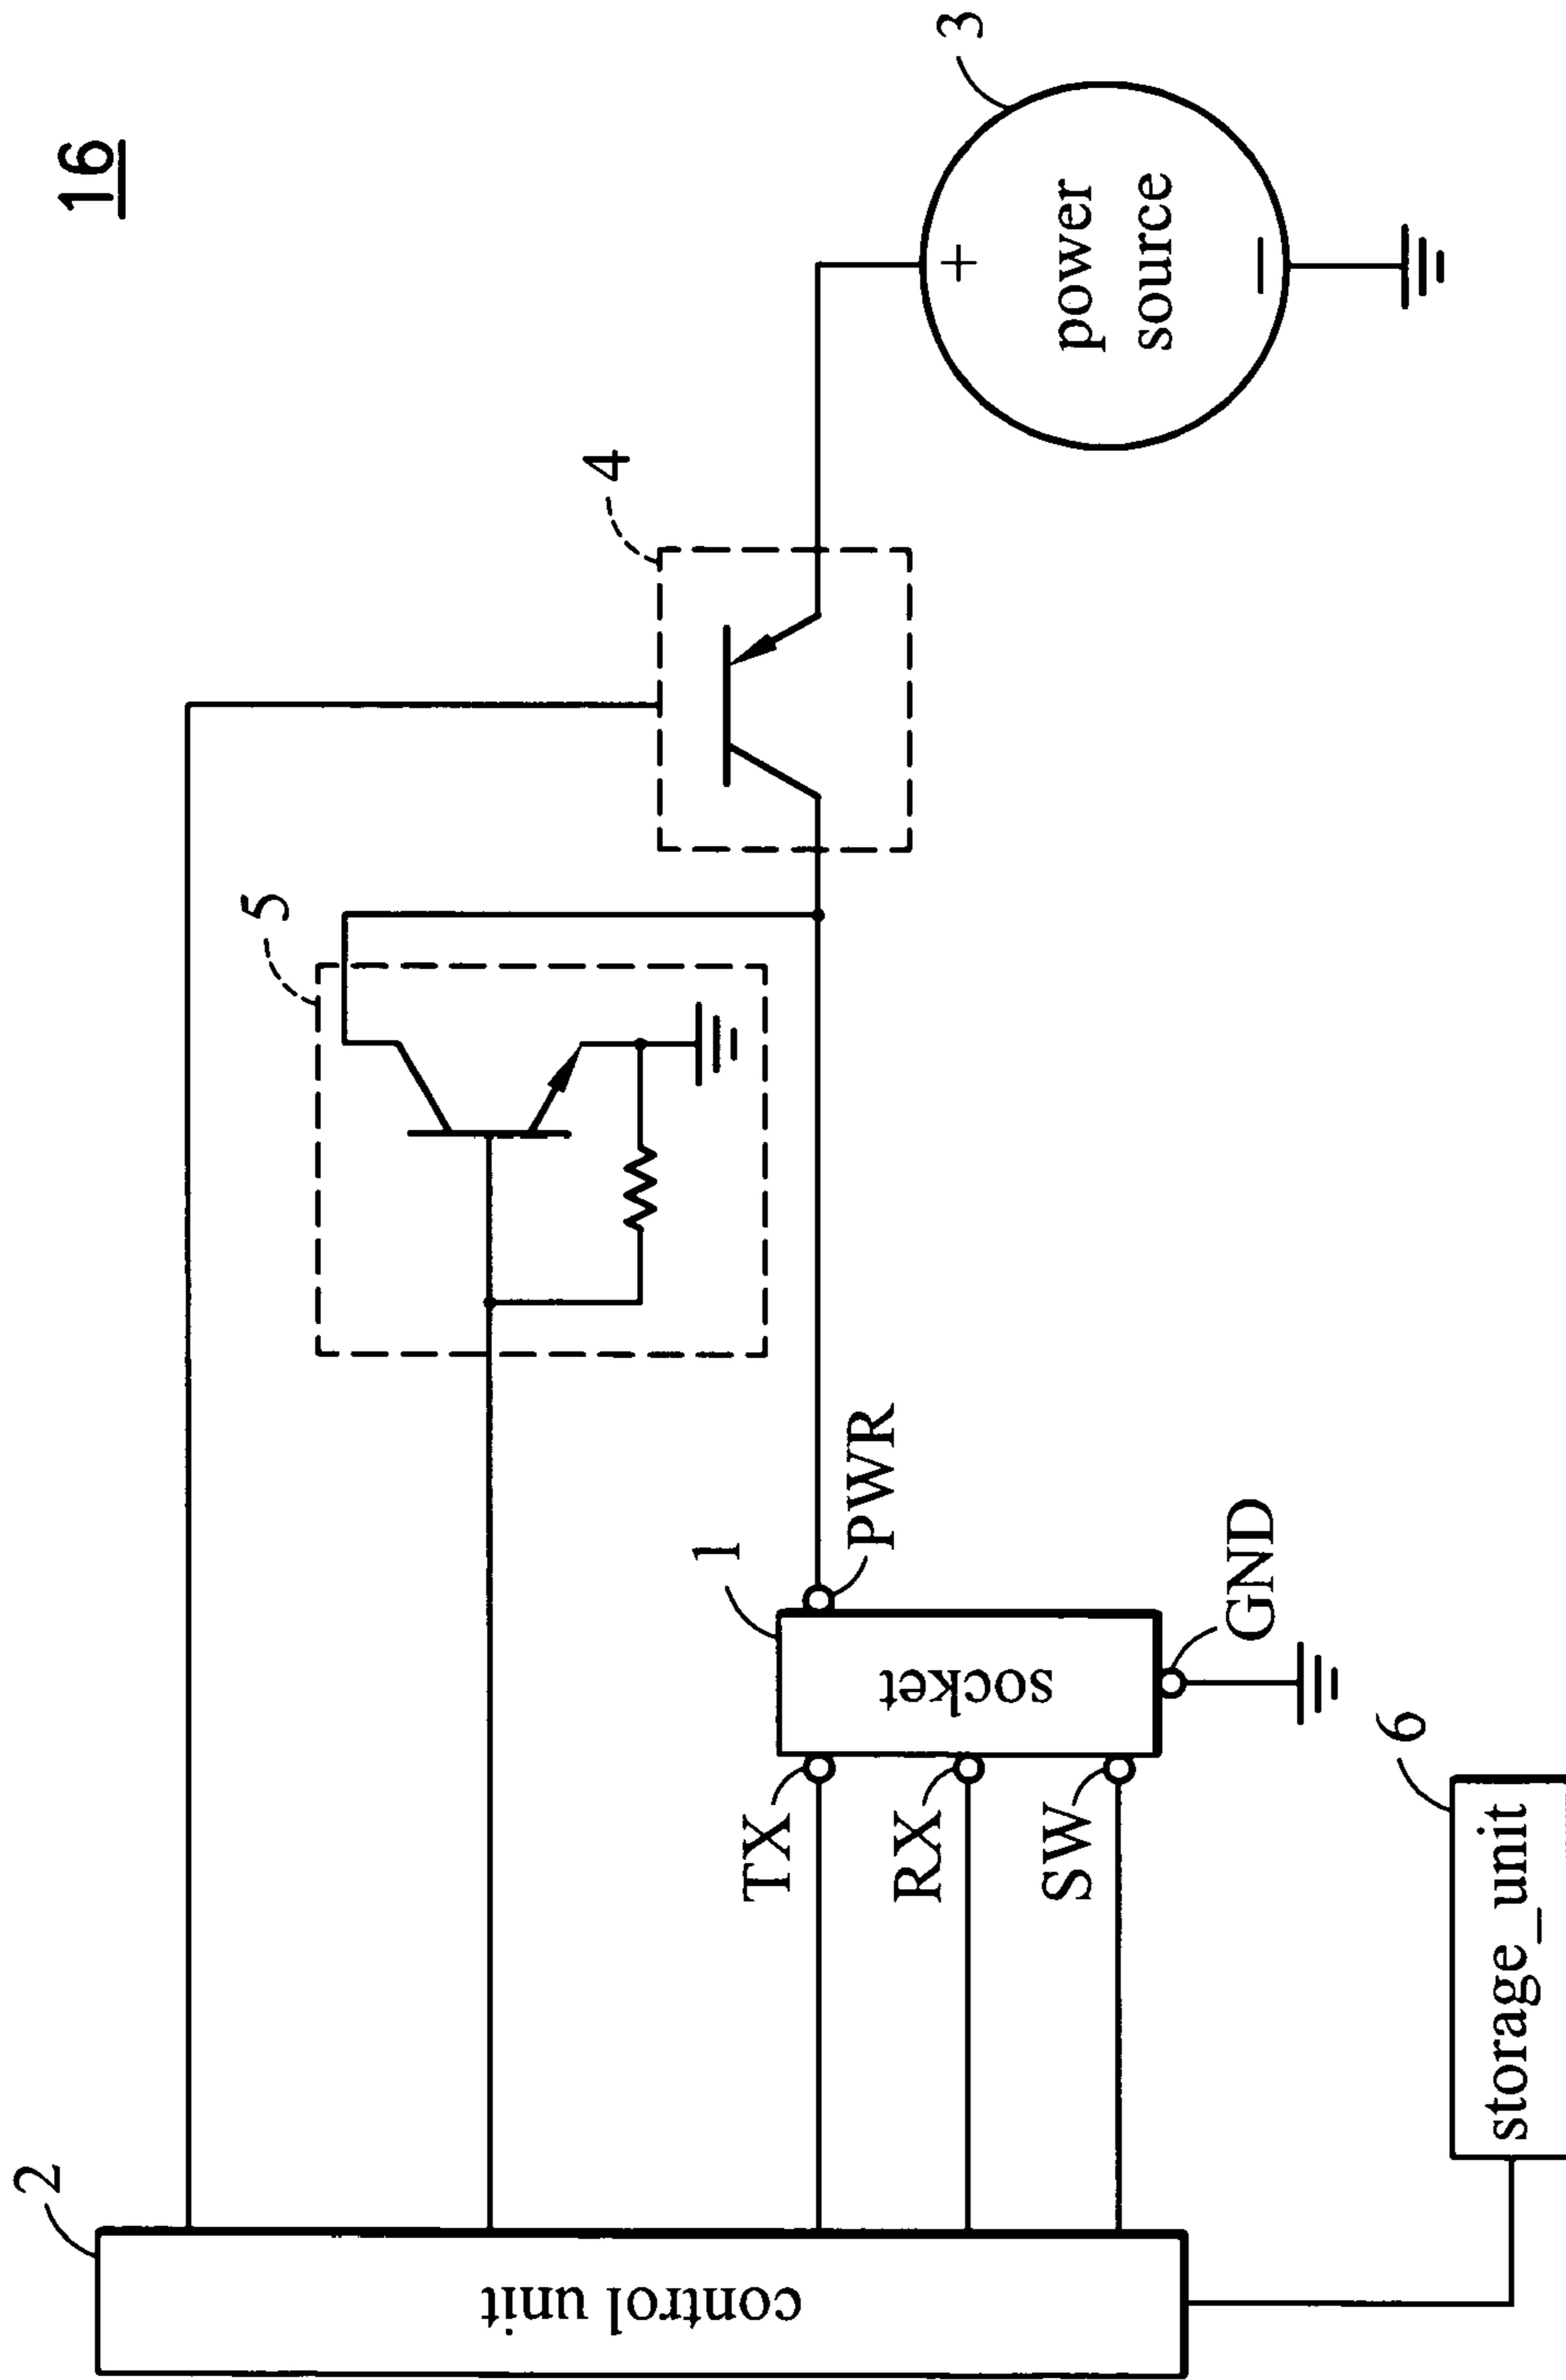 16
3
power
source
4
5
1
PWR
GND
socket
TX
RX
SW
6
storage_unit
2
control unit